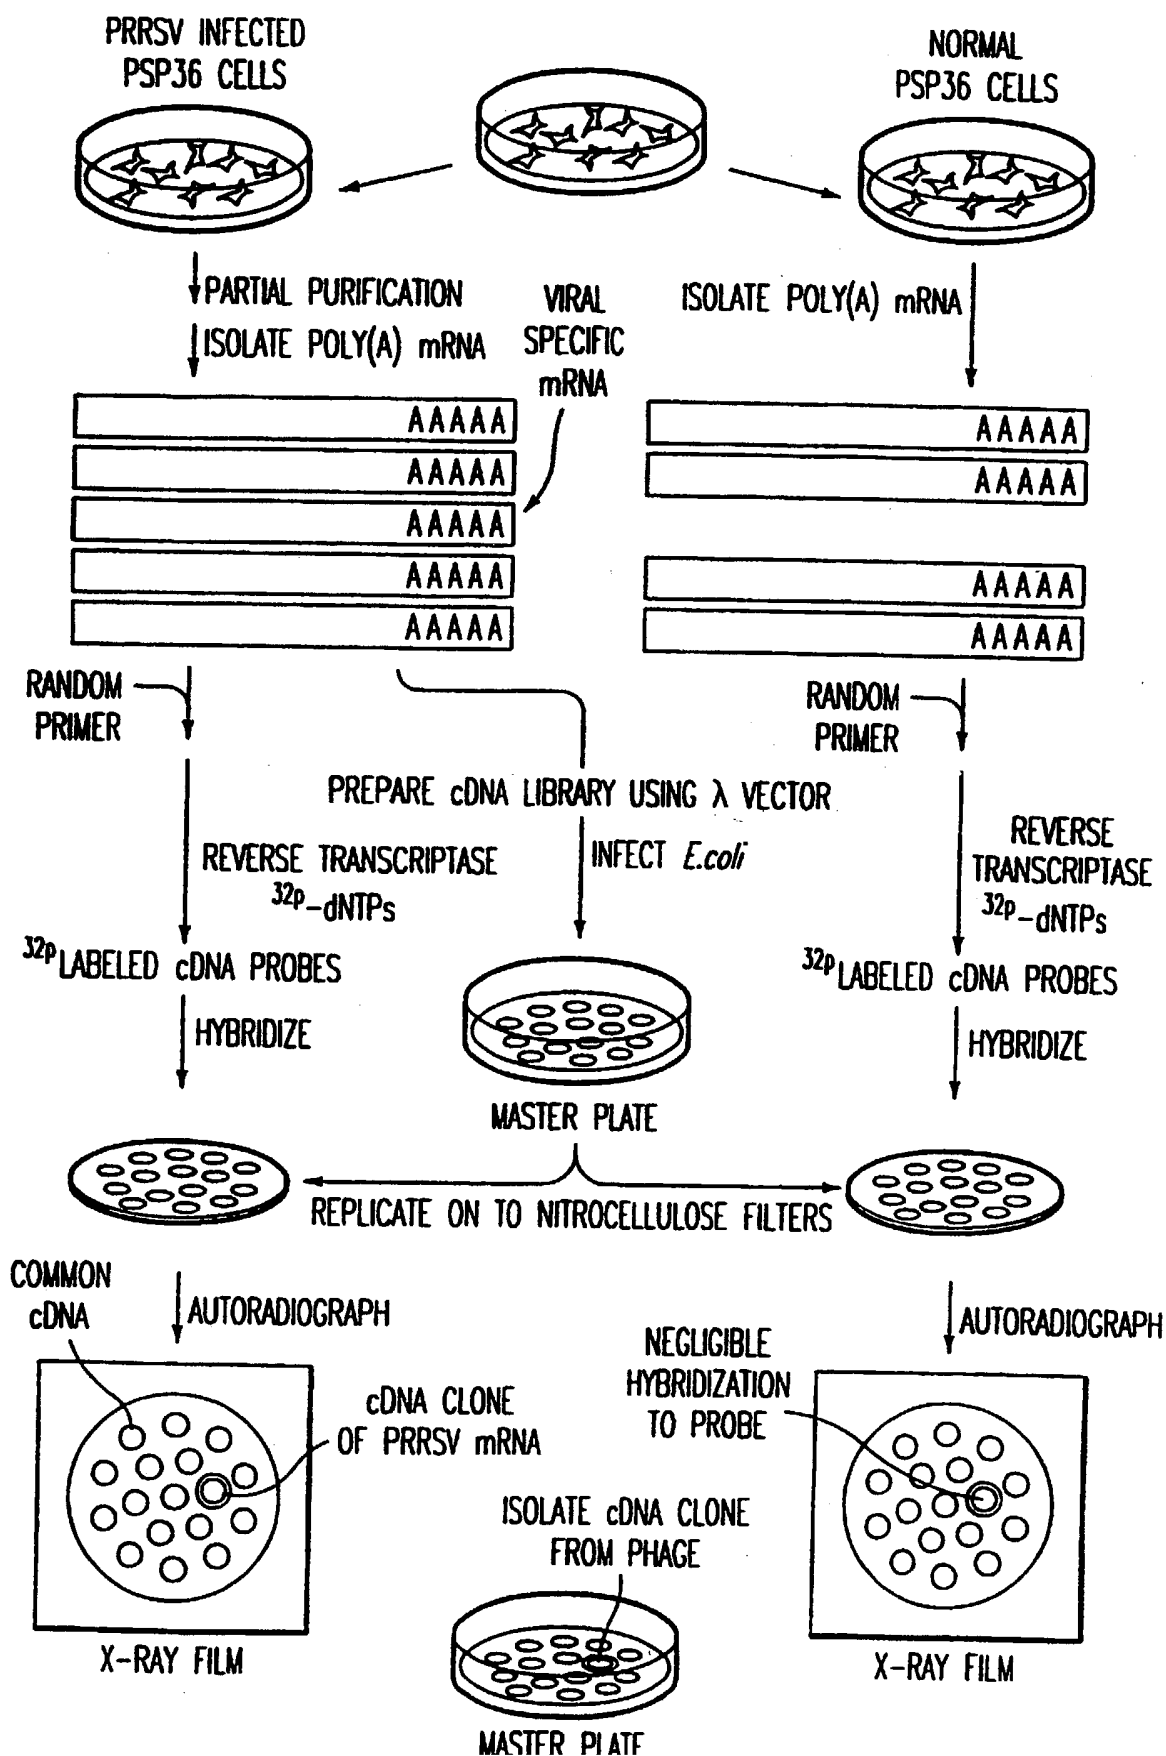 PRRSV INFECTED
PSP36 CELLS
NORMAL
PSP36 CELLS
PARTIAL PURIFICATION
ISOLATE POLY(A) mRNA
VIRAL
SPECIFIC
mRNA
ISOLATE POLY(A) mRNA
AAAAA
AAAAA
AAAAA
AAAAA
AAAAA
AAAAA
AAAAA
AAAAA
AAAAA
RANDOM
PRIMER
RANDOM
PRIMER
PREPARE cDNA LIBRARY USING λ VECTOR
INFECT E.coli
REVERSE TRANSCRIPTASE
32p-dNTPs
REVERSE
TRANSCRIPTASE
32p-dNTPs
32p LABELED cDNA PROBES
32p LABELED cDNA PROBES
HYBRIDIZE
HYBRIDIZE
MASTER PLATE
REPLICATE ON TO NITROCELLULOSE FILTERS
COMMON
cDNA
AUTORADIOGRAPH
AUTORADIOGRAPH
cDNA CLONE
OF PRRSV mRNA
NEGLIGIBLE
HYBRIDIZATION
TO PROBE
ISOLATE cDNA CLONE
FROM PHAGE
X-RAY FILM
X-RAY FILM
MASTER PLATE